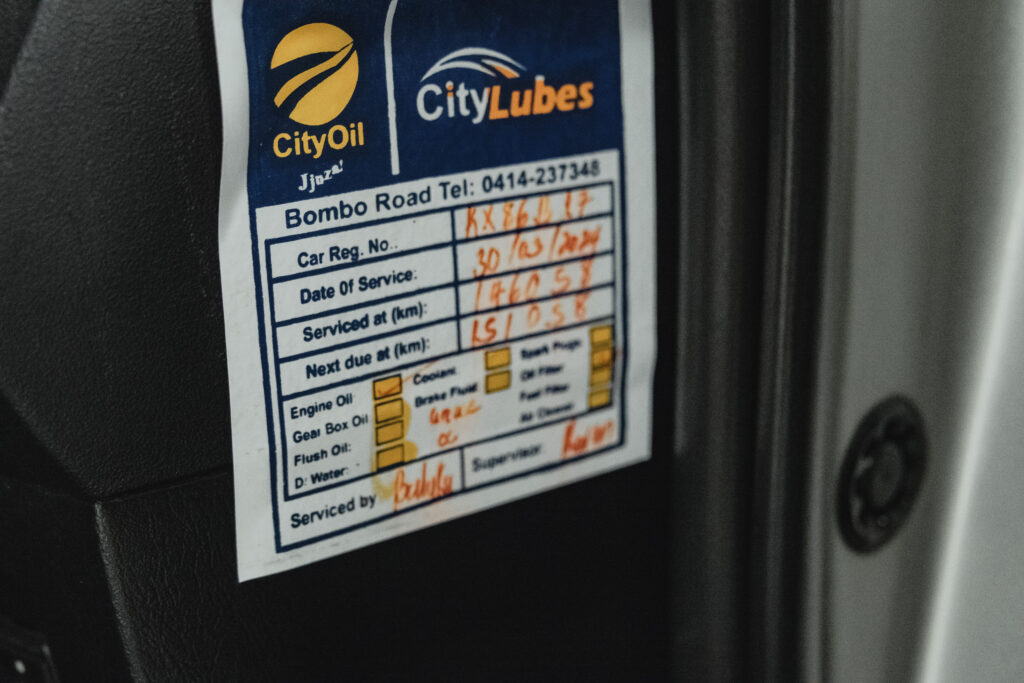 CityOil
Jjuza!
CityLubes
Bombo Road Tel: 0414-237348
Car Reg. No..
Date Of Service: 30/03/2024
Serviced at (km): 146058
Next due at (km): 151058
Engine Oil Coolant Spark Plugs
Gear Box Oil Brake Fluid Oil Filter
Flush Oil: Fuel Filter
D: Water: Air Cleaner
Serviced by Supervisor: